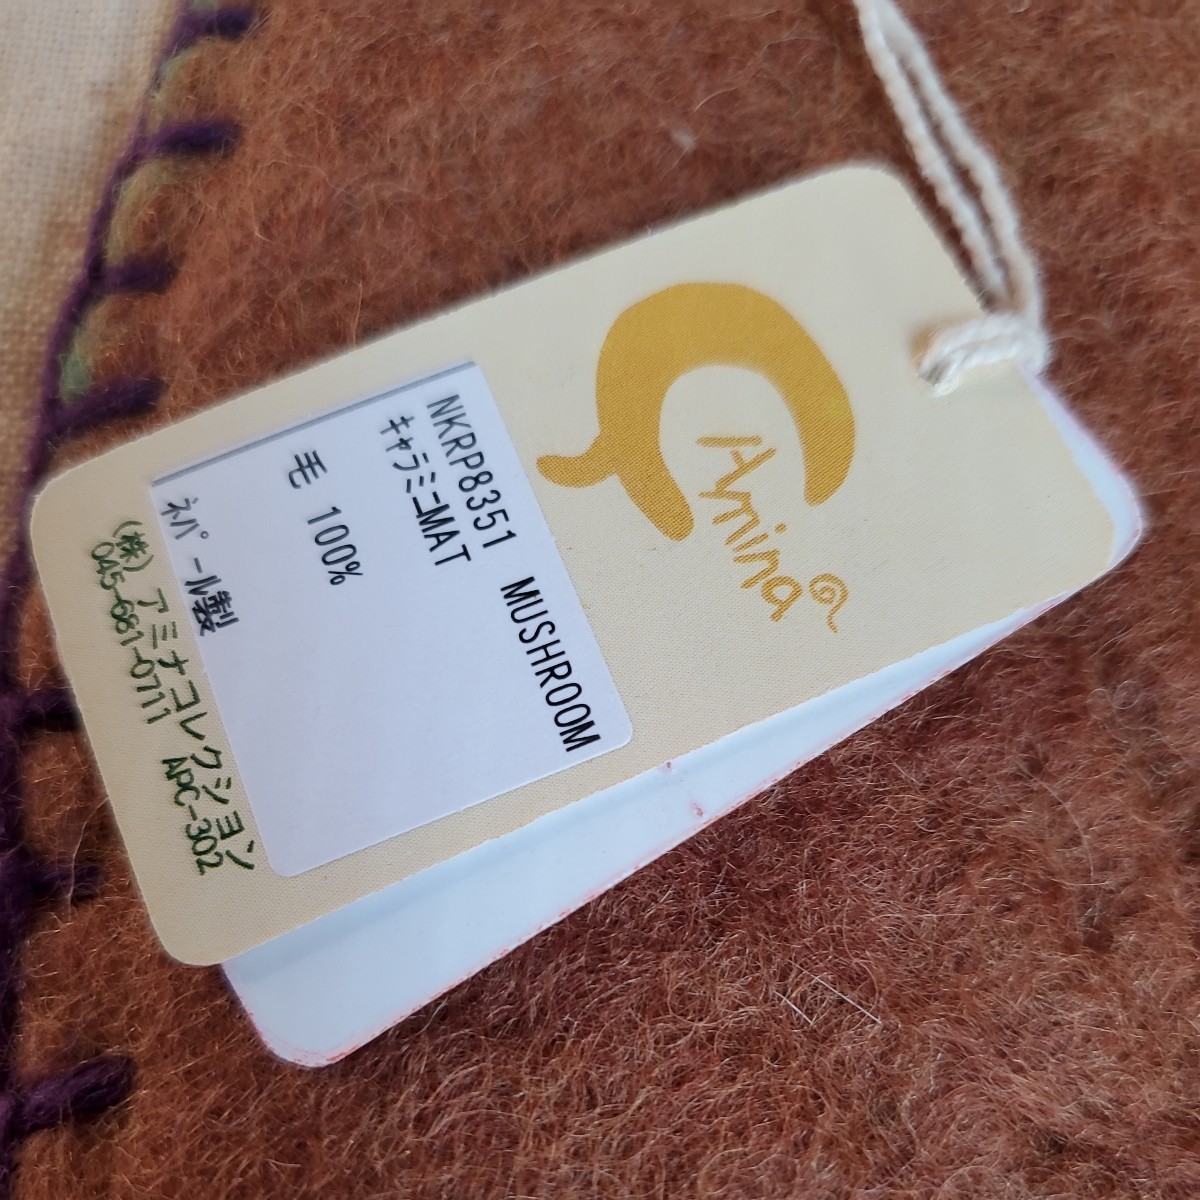 Amina
NKRP8351 MUSHROOM
キャラミニMAT
毛 100%
ネパール製
(株)アミナコレクション
045-681-0711 APC-302